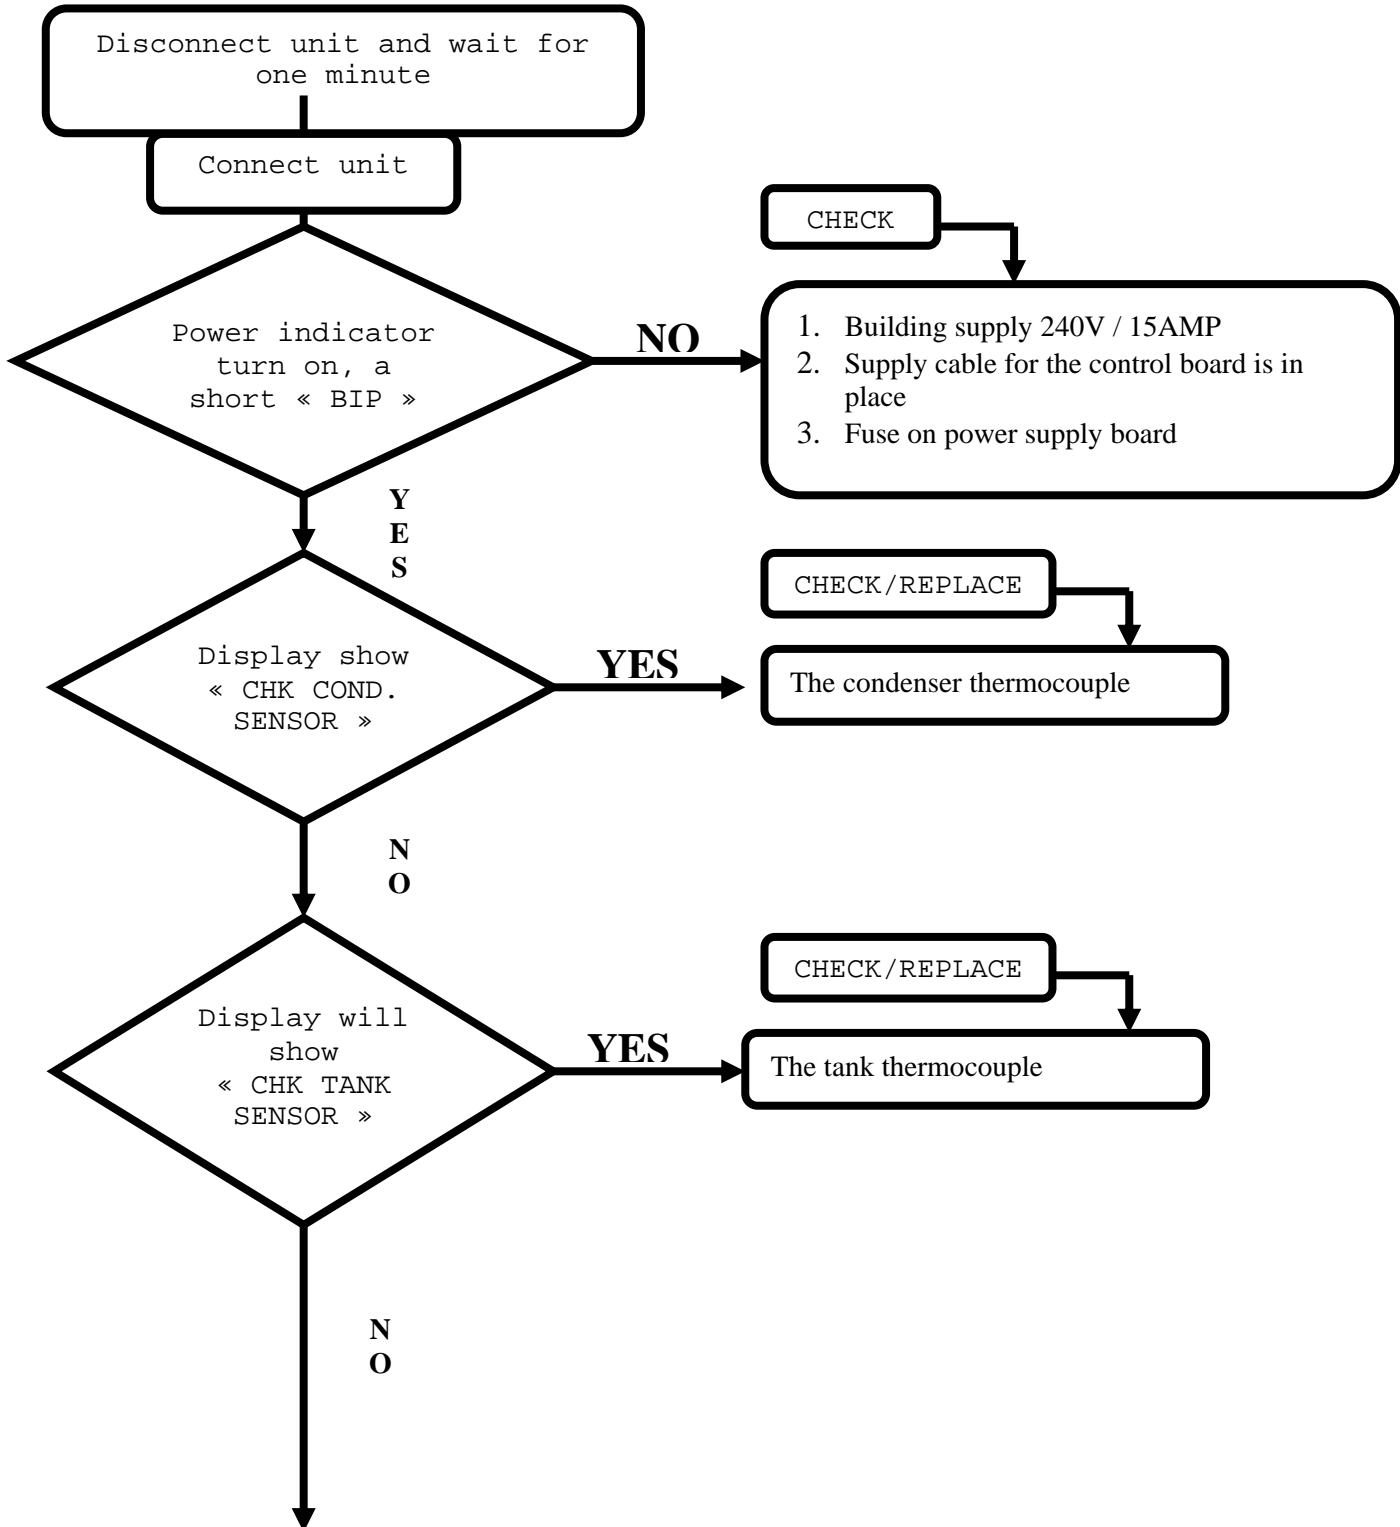 Disconnect unit and wait for
one minute
Connect unit
CHECK
Power indicator
turn on, a
short « BIP »
NO
1. Building supply 240V / 15AMP
2. Supply cable for the control board is in
place
3. Fuse on power supply board
Y
E
S
CHECK/REPLACE
Display show
« CHK COND.
SENSOR »
YES
The condenser thermocouple
N
O
CHECK/REPLACE
Display will
show
« CHK TANK
SENSOR »
YES
The tank thermocouple
N
O